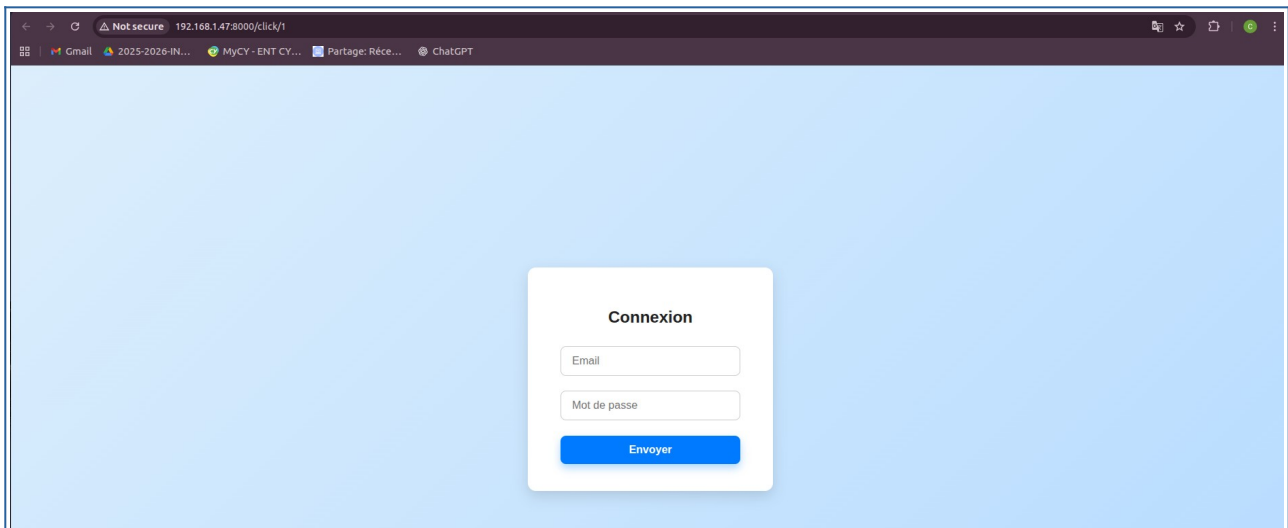 Not secure 192.168.1.47:8000/click/1
Gmail 2025-2026-IN... MyCY - ENT CY... Partage: Réce... ChatGPT
Connexion
Email
Mot de passe
Envoyer